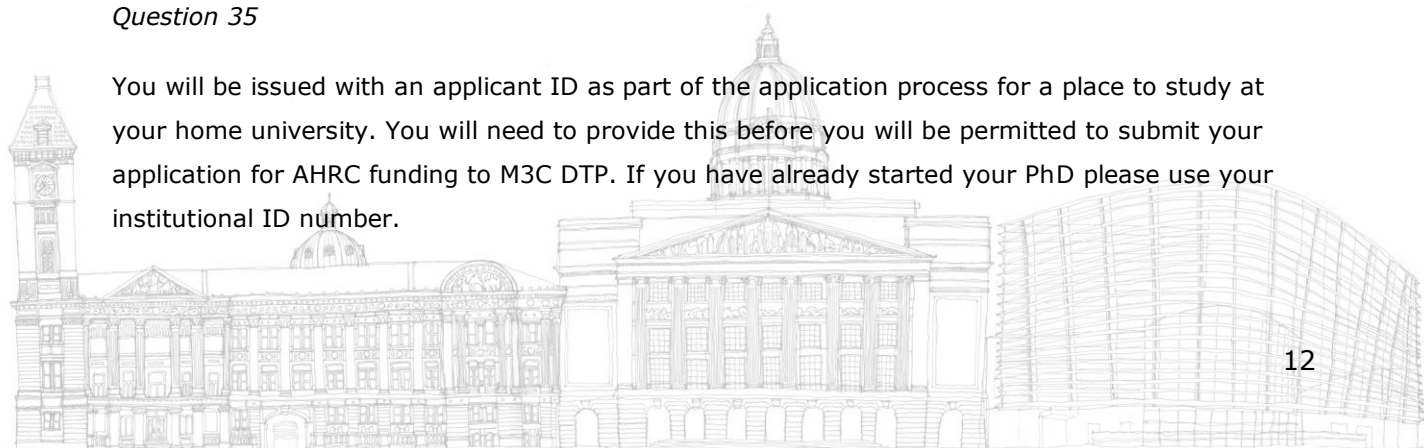 Question 35
You will be issued with an applicant ID as part of the application process for a place to study at
your home university. You will need to provide this before you will be permitted to submit your
application for AHRC funding to M3C DTP. If you have already started your PhD please use your
institutional ID number.
12